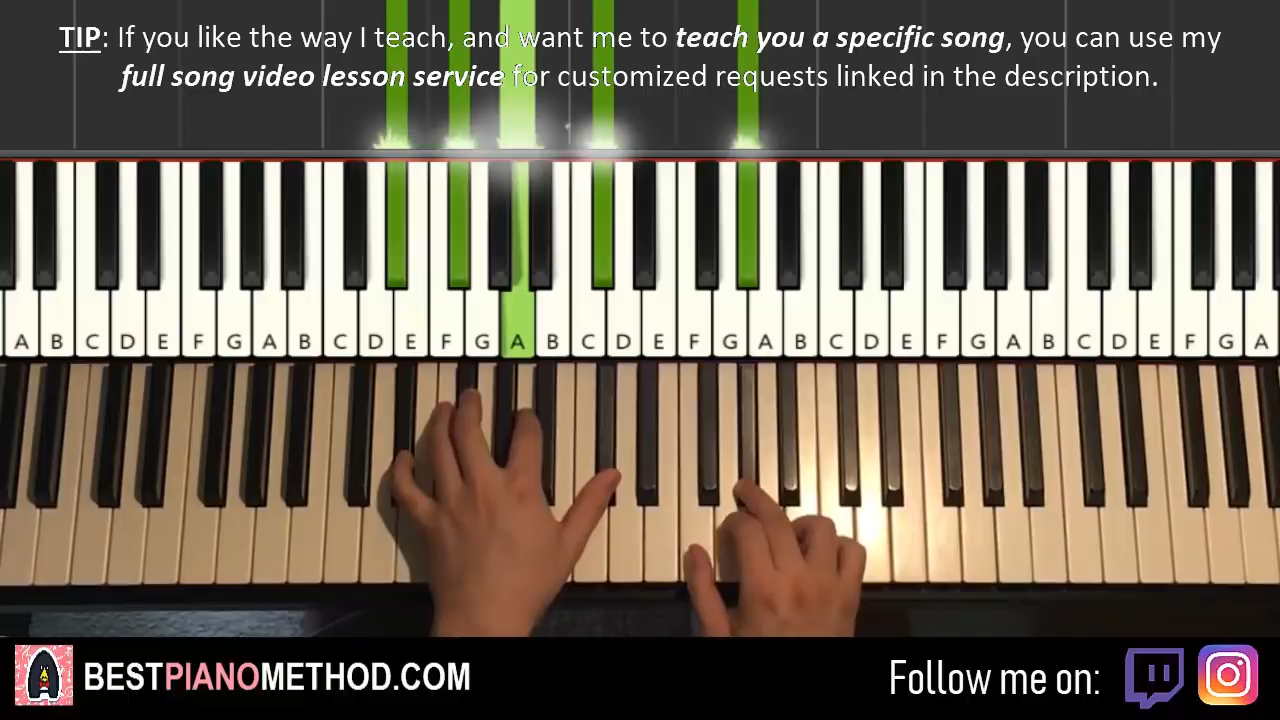 TIP: If you like the way I teach, and want me to teach you a specific song, you can use my
full song video lesson service for customized requests linked in the description.
A B C D E F G A B C D E F G A B C D E F G A B C D E F G A B C D E F G A
BESTPIANOMETHOD.COM
Follow me on: